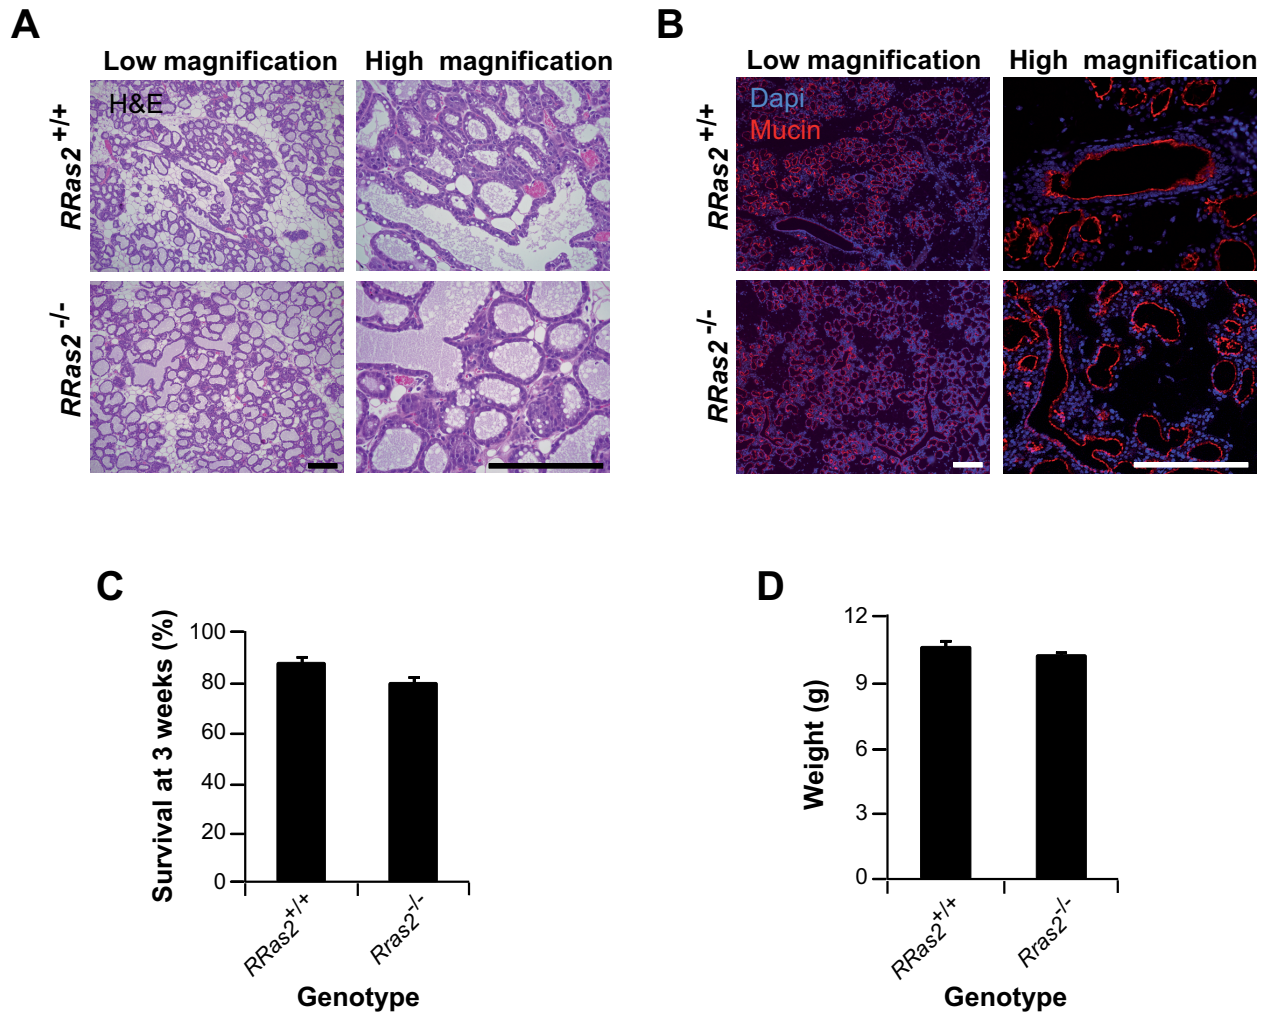 A
Low magnification
High magnification
H&E
RRas2+/+
RRas2-/-
B
Low magnification
High magnification
Dapi
Mucin
RRas2+/+
RRas2-/-
C
Survival at 3 weeks (%)
100
80
60
40
20
0
RRas2+/+
Rras2-/-
Genotype
D
Weight (g)
12
9
6
3
0
RRas2+/+
Rras2-/-
Genotype